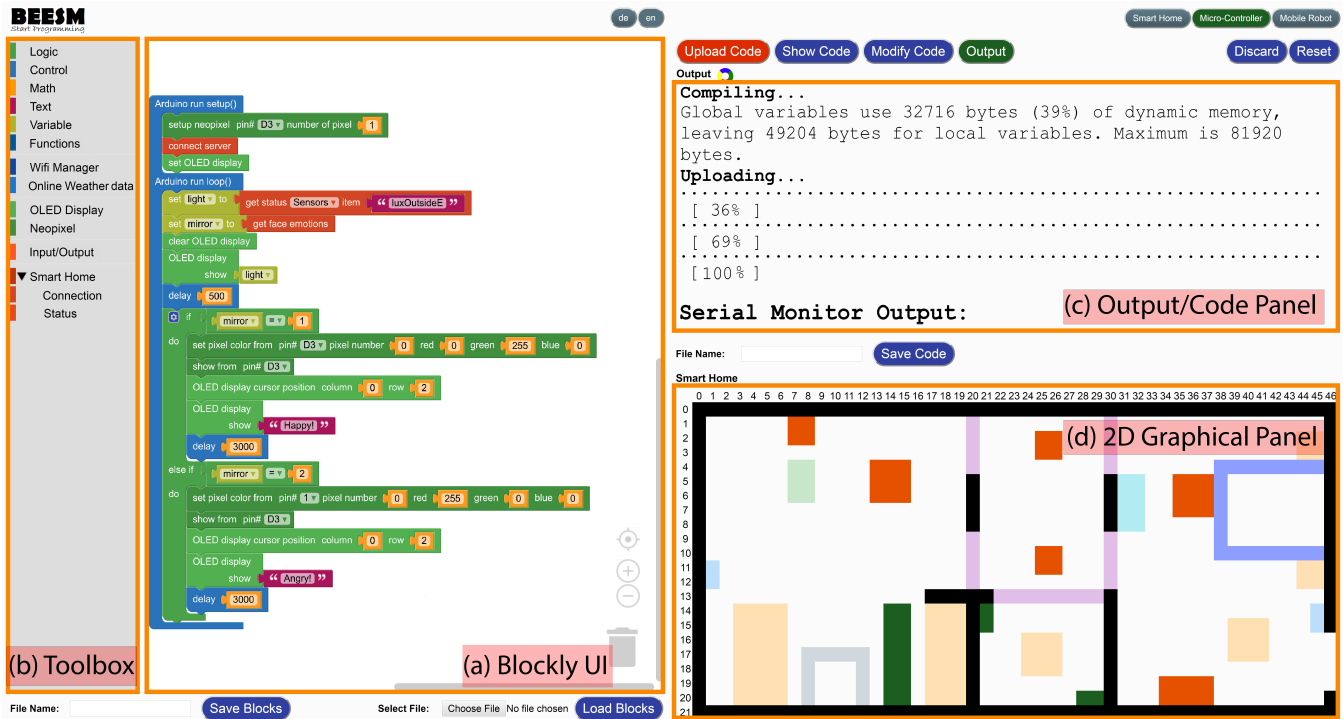 BEESM
Start Programming
de en
Smart Home Micro-Controller Mobile Robot
Logic
Control
Math
Text
Variable
Functions
Wifi Manager
Online Weather data
OLED Display
Neopixel
Input/Output
Smart Home
Connection
Status
(b) Toolbox
Arduino run setup()
setup neopixel pin# D3 number of pixel 1
connect server
set OLED display
Arduino run loop()
set light to get status Sensors item “ luxOutsideE ”
set mirror to get face emotions
clear OLED display
OLED display
show light
delay 500
if mirror = 1
do set pixel color from pin# D3 pixel number 0 red 0 green 255 blue 0
show from pin# D3
OLED display cursor position column 0 row 2
OLED display
show “ Happy! ”
delay 3000
else if mirror = 2
do set pixel color from pin# 1 pixel number 0 red 255 green 0 blue 0
show from pin# D3
OLED display cursor position column 0 row 2
OLED display
show “ Angry! ”
delay 3000
(a) Blockly UI
File Name: Save Blocks Select File: Choose File No file chosen Load Blocks
Upload Code Show Code Modify Code Output Discard Reset
Output
Compiling...
Global variables use 32716 bytes (39%) of dynamic memory,
leaving 49204 bytes for local variables. Maximum is 81920
bytes.
Uploading...
[ 36% ]
[ 69% ]
[100% ]
Serial Monitor Output:
(c) Output/Code Panel
File Name: Save Code
Smart Home
0 1 2 3 4 5 6 7 8 9 10 11 12 13 14 15 16 17 18 19 20 21 22 23 24 25 26 27 28 29 30 31 32 33 34 35 36 37 38 39 40 41 42 43 44 45 46
0
1
2
3
4
5
6
7
8
9
10
11
12
13
14
15
16
17
18
19
20
21
(d) 2D Graphical Panel